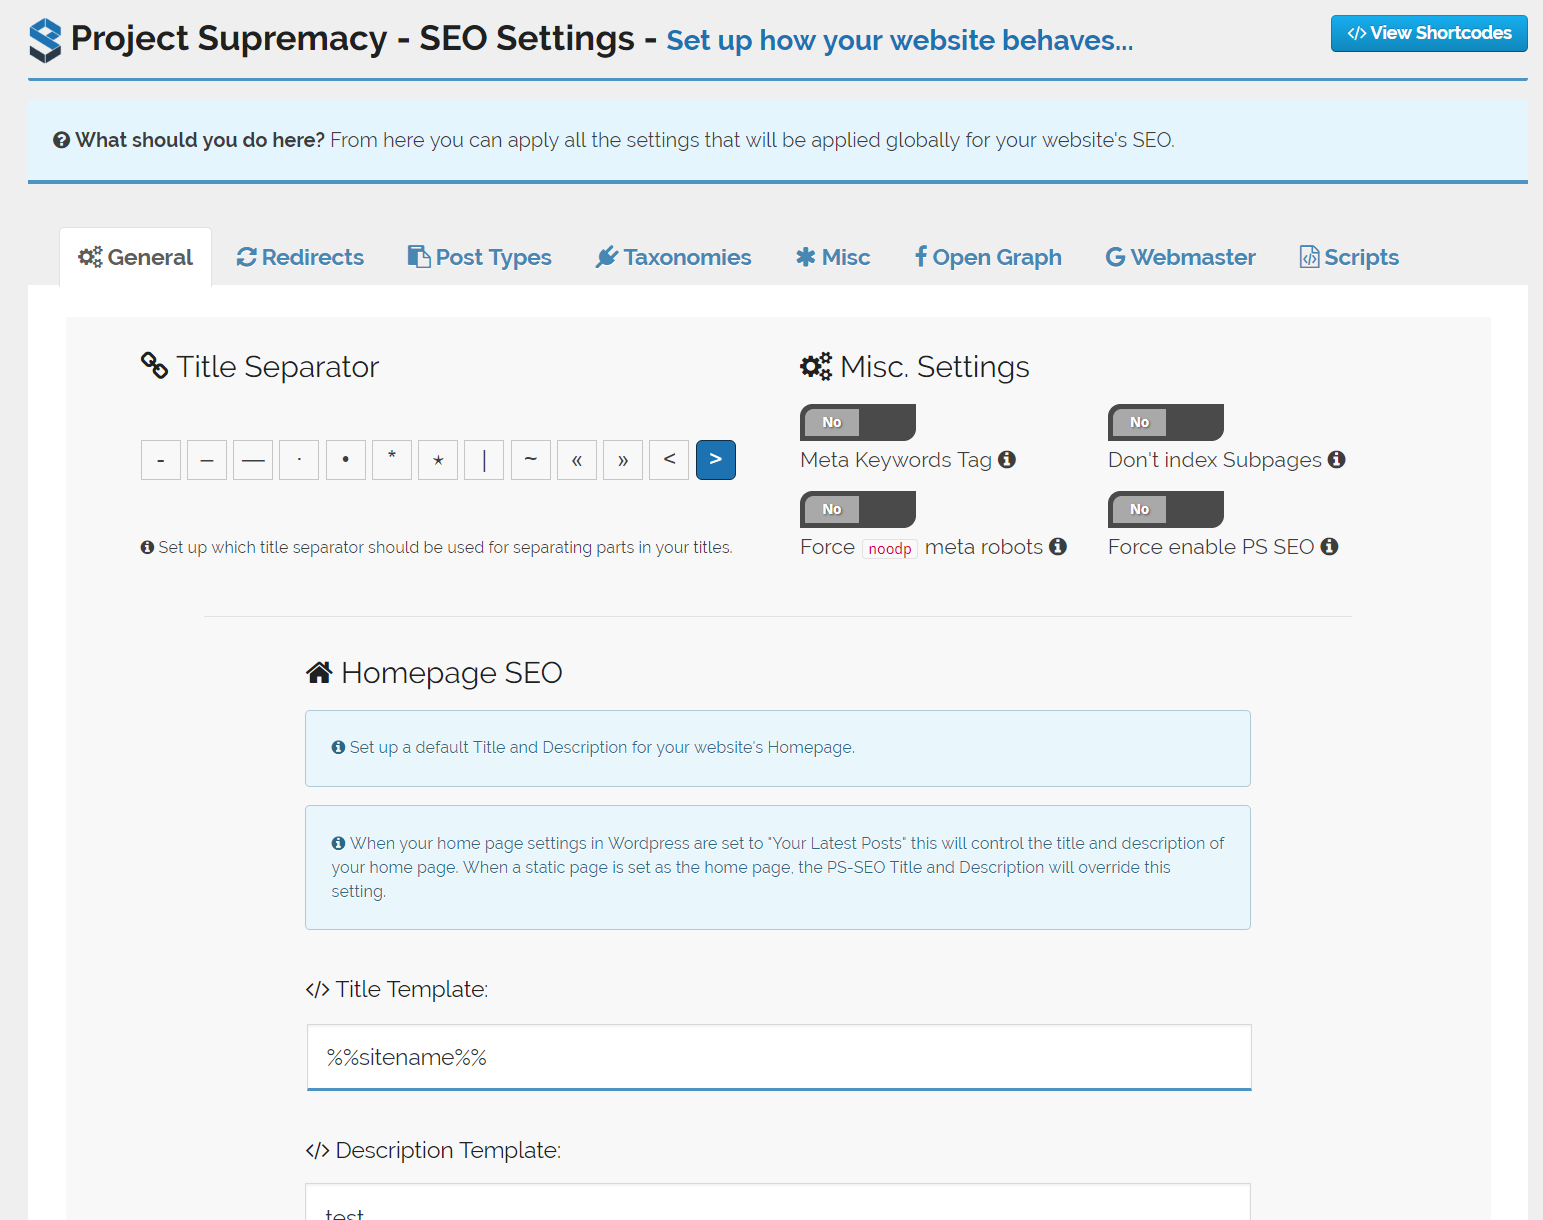 Project Supremacy - SEO Settings - Set up how your website behaves...
</> View Shortcodes
What should you do here? From here you can apply all the settings that will be applied globally for your website's SEO.
General Redirects Post Types Taxonomies Misc Open Graph Webmaster Scripts
Title Separator
- – — · • * ⋆ | ~ « » < >
Set up which title separator should be used for separating parts in your titles.
Misc. Settings
No No
Meta Keywords Tag Don't index Subpages
No No
Force noodp meta robots Force enable PS SEO
Homepage SEO
Set up a default Title and Description for your website's Homepage.
When your home page settings in Wordpress are set to "Your Latest Posts" this will control the title and description of
your home page. When a static page is set as the home page, the PS-SEO Title and Description will override this
setting.
</> Title Template:
%%sitename%%
</> Description Template:
test